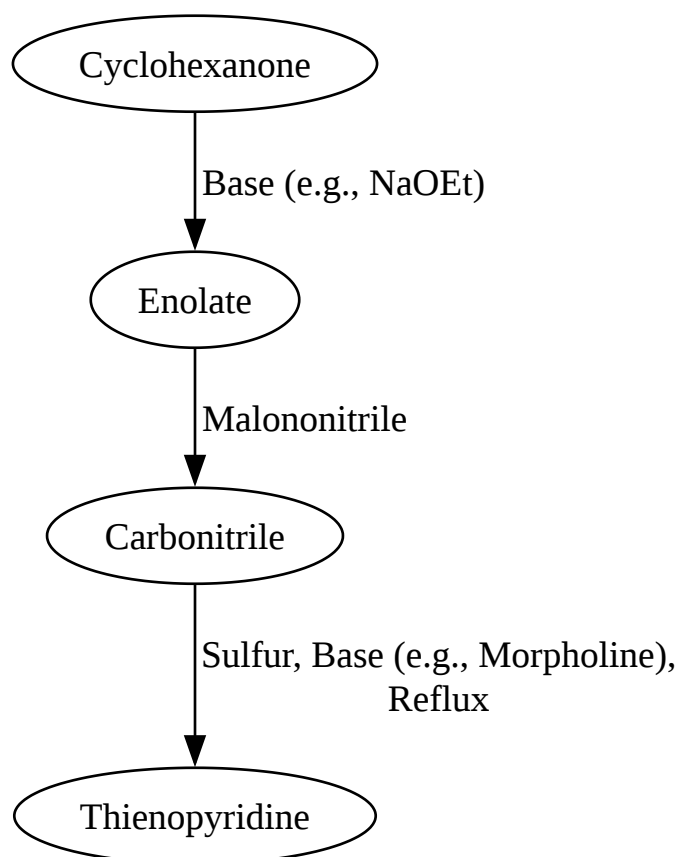 Cyclohexanone
Base (e.g., NaOEt)
Enolate
Malononitrile
Carbonitrile
Sulfur, Base (e.g., Morpholine),
Reflux
Thienopyridine